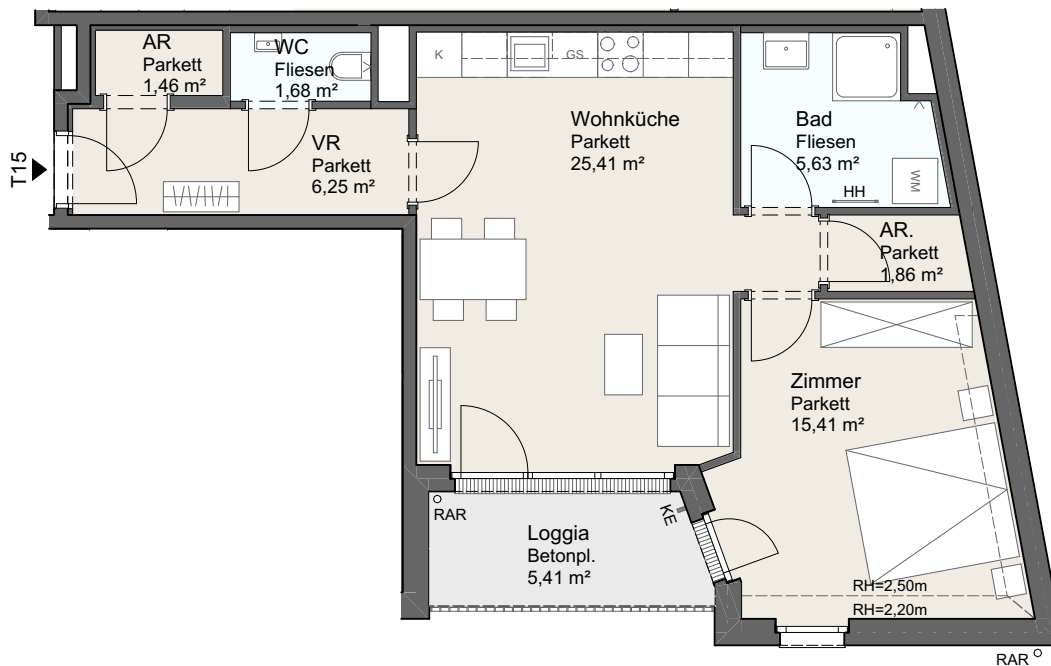 AR
Parkett
1,46 m²
WC
Fliesen
1,68 m²
K
GS
VR
Parkett
6,25 m²
T15
Wohnküche
Parkett
25,41 m²
Bad
Fliesen
5,63 m²
WM
HH
AR.
Parkett
1,86 m²
Zimmer
Parkett
15,41 m²
RAR
KE
Loggia
Betonpl.
5,41 m²
RH=2,50m
RH=2,20m
RAR